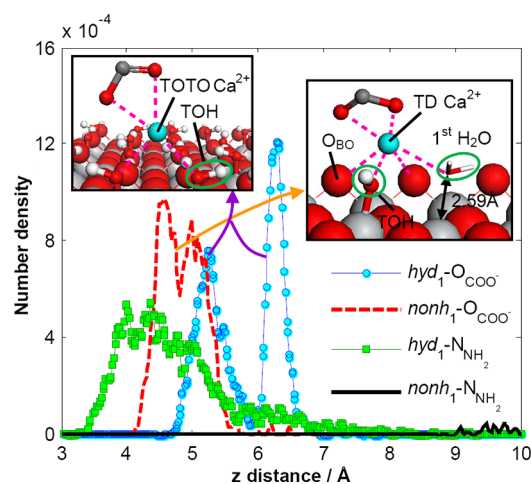 × 10⁻⁴
16
12
8
4
0
Number density
3 4 5 6 7 8 9 10
z distance / Å
TOTO Ca²⁺
TOH
TD Ca²⁺
1ˢᵗ H₂O
O_BO
2.59A
TOH
hyd₁-O_COO⁻
nonh₁-O_COO⁻
hyd₁-N_NH₂
nonh₁-N_NH₂